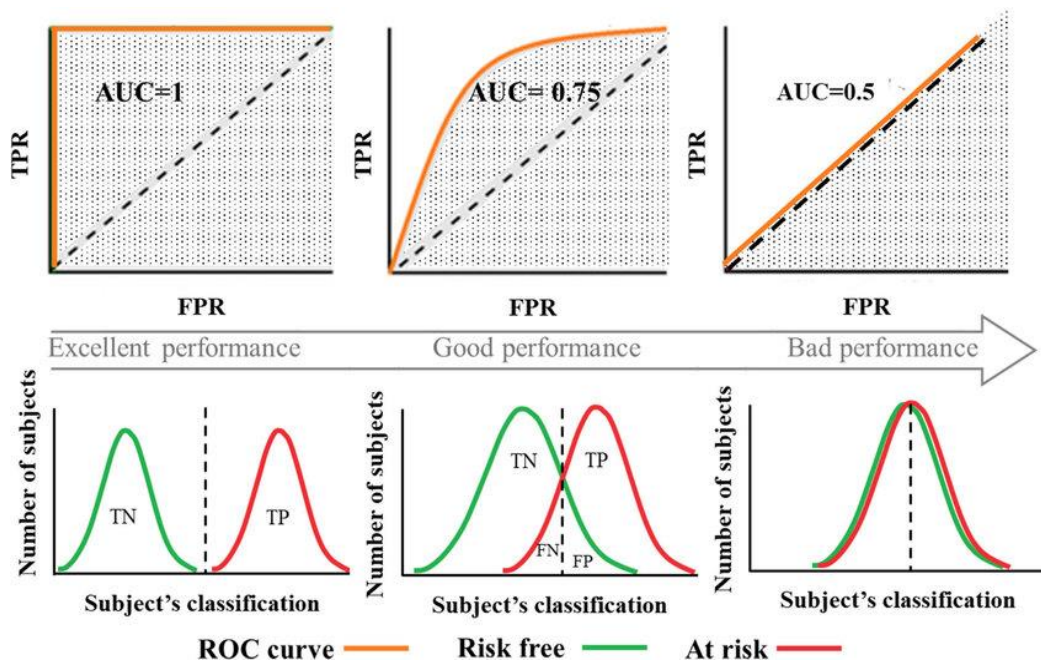 TPR
AUC=1
FPR
TPR
AUC= 0.75
FPR
TPR
AUC=0.5
FPR
Excellent performance
Good performance
Bad performance
Number of subjects
TN
TP
Subject's classification
Number of subjects
TN
TP
FN
FP
Subject's classification
Number of subjects
Subject's classification
ROC curve
Risk free
At risk